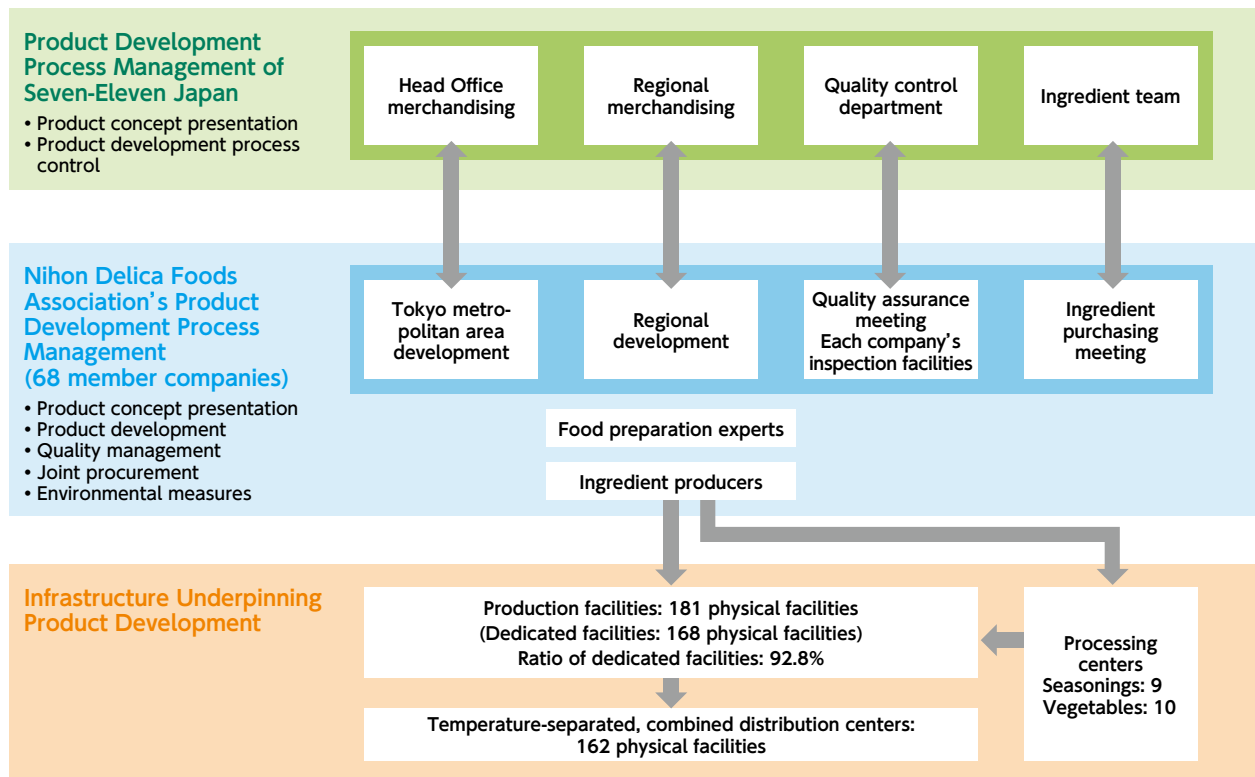 Product Development
Process Management of
Seven-Eleven Japan
• Product concept presentation
• Product development process
control
Head Office
merchandising
Regional
merchandising
Quality control
department
Ingredient team
Nihon Delica Foods
Association’s Product
Development Process
Management
(68 member companies)
• Product concept presentation
• Product development
• Quality management
• Joint procurement
• Environmental measures
Tokyo metro-
politan area
development
Regional
development
Quality assurance
meeting
Each company’s
inspection facilities
Ingredient
purchasing
meeting
Food preparation experts
Ingredient producers
Infrastructure Underpinning
Product Development
Production facilities: 181 physical facilities
(Dedicated facilities: 168 physical facilities)
Ratio of dedicated facilities: 92.8%
Temperature-separated, combined distribution centers:
162 physical facilities
Processing
centers
Seasonings: 9
Vegetables: 10